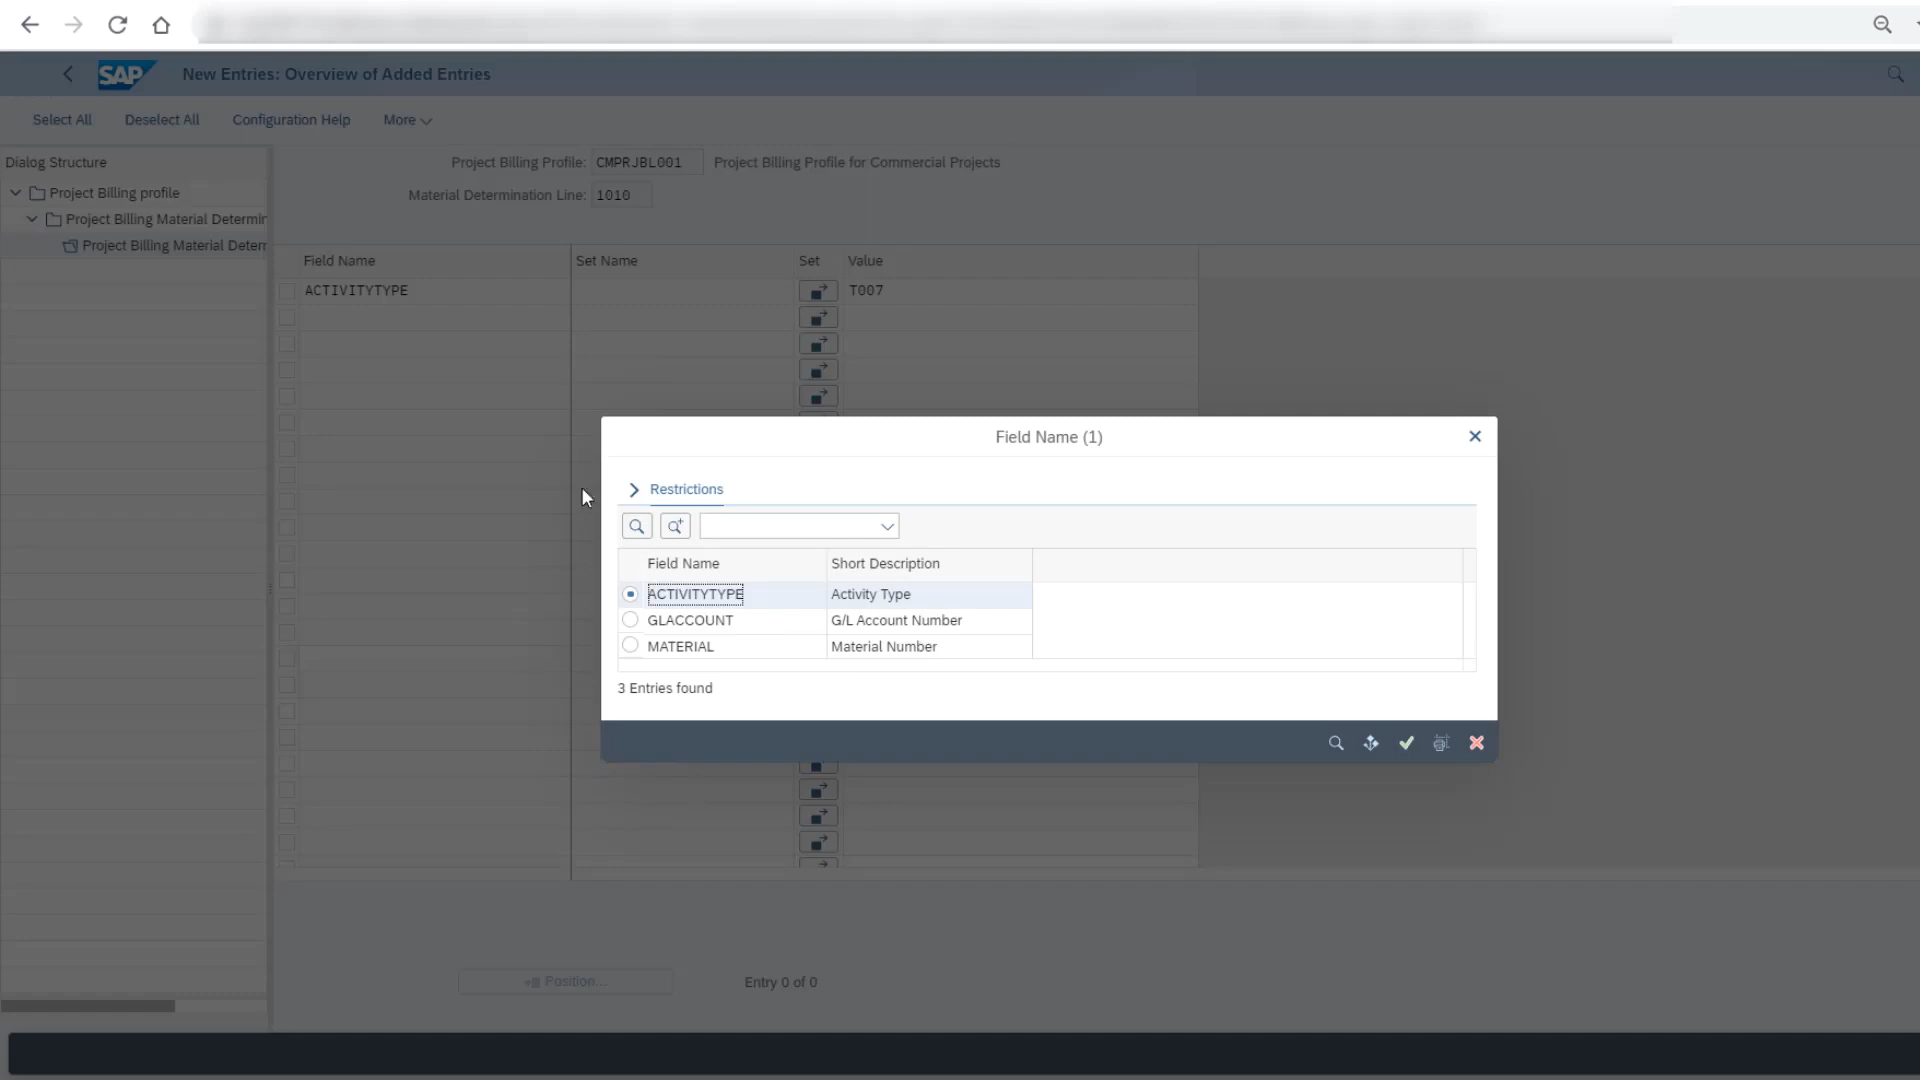 SAP New Entries: Overview of Added Entries
Select All Deselect All Configuration Help More
Dialog Structure
Project Billing profile
Project Billing Material Determin
Project Billing Material Deterr
Project Billing Profile: CMPRJBL001 Project Billing Profile for Commercial Projects
Material Determination Line: 1010
Field Name Set Name Set Value
ACTIVITYTYPE T007
Field Name (1)
Restrictions
Field Name Short Description
ACTIVITYTYPE Activity Type
GLACCOUNT G/L Account Number
MATERIAL Material Number
3 Entries found
Position... Entry 0 of 0